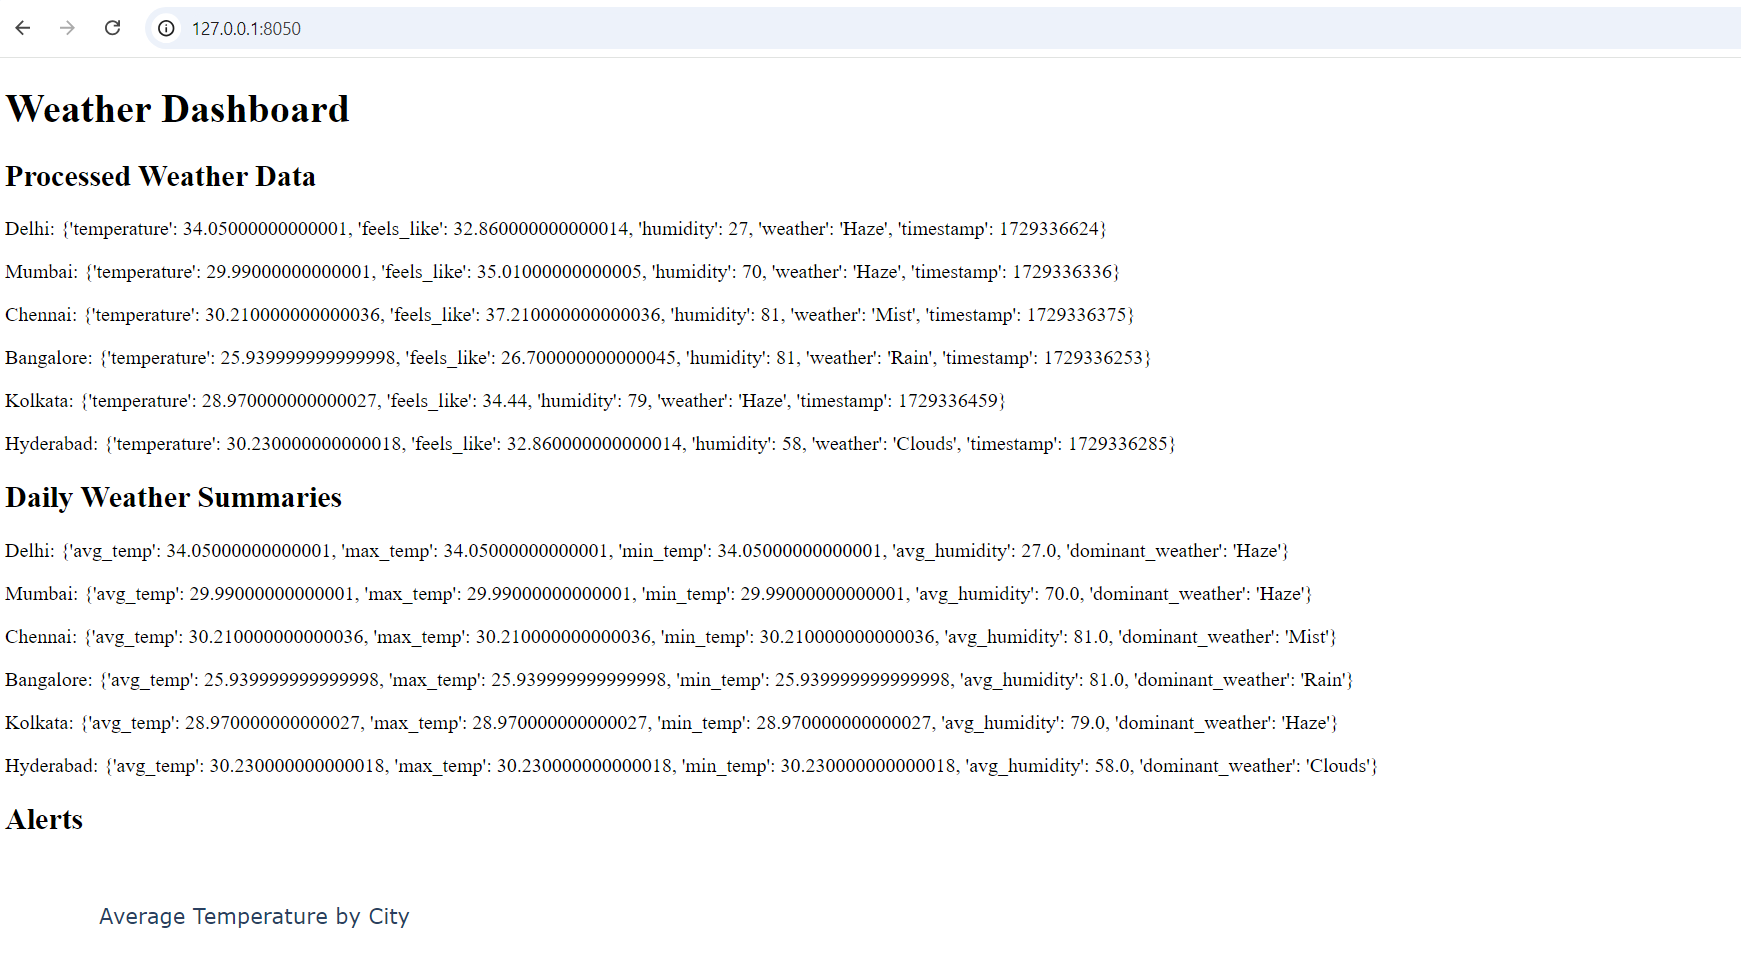 127.0.0.1:8050
Weather Dashboard
Processed Weather Data
Delhi: {'temperature': 34.05000000000001, 'feels_like': 32.860000000000014, 'humidity': 27, 'weather': 'Haze', 'timestamp': 1729336624}
Mumbai: {'temperature': 29.99000000000001, 'feels_like': 35.01000000000005, 'humidity': 70, 'weather': 'Haze', 'timestamp': 1729336336}
Chennai: {'temperature': 30.210000000000036, 'feels_like': 37.210000000000036, 'humidity': 81, 'weather': 'Mist', 'timestamp': 1729336375}
Bangalore: {'temperature': 25.939999999999998, 'feels_like': 26.700000000000045, 'humidity': 81, 'weather': 'Rain', 'timestamp': 1729336253}
Kolkata: {'temperature': 28.970000000000027, 'feels_like': 34.44, 'humidity': 79, 'weather': 'Haze', 'timestamp': 1729336459}
Hyderabad: {'temperature': 30.230000000000018, 'feels_like': 32.860000000000014, 'humidity': 58, 'weather': 'Clouds', 'timestamp': 1729336285}
Daily Weather Summaries
Delhi: {'avg_temp': 34.05000000000001, 'max_temp': 34.05000000000001, 'min_temp': 34.05000000000001, 'avg_humidity': 27.0, 'dominant_weather': 'Haze'}
Mumbai: {'avg_temp': 29.99000000000001, 'max_temp': 29.99000000000001, 'min_temp': 29.99000000000001, 'avg_humidity': 70.0, 'dominant_weather': 'Haze'}
Chennai: {'avg_temp': 30.210000000000036, 'max_temp': 30.210000000000036, 'min_temp': 30.210000000000036, 'avg_humidity': 81.0, 'dominant_weather': 'Mist'}
Bangalore: {'avg_temp': 25.939999999999998, 'max_temp': 25.939999999999998, 'min_temp': 25.939999999999998, 'avg_humidity': 81.0, 'dominant_weather': 'Rain'}
Kolkata: {'avg_temp': 28.970000000000027, 'max_temp': 28.970000000000027, 'min_temp': 28.970000000000027, 'avg_humidity': 79.0, 'dominant_weather': 'Haze'}
Hyderabad: {'avg_temp': 30.230000000000018, 'max_temp': 30.230000000000018, 'min_temp': 30.230000000000018, 'avg_humidity': 58.0, 'dominant_weather': 'Clouds'}
Alerts
Average Temperature by City